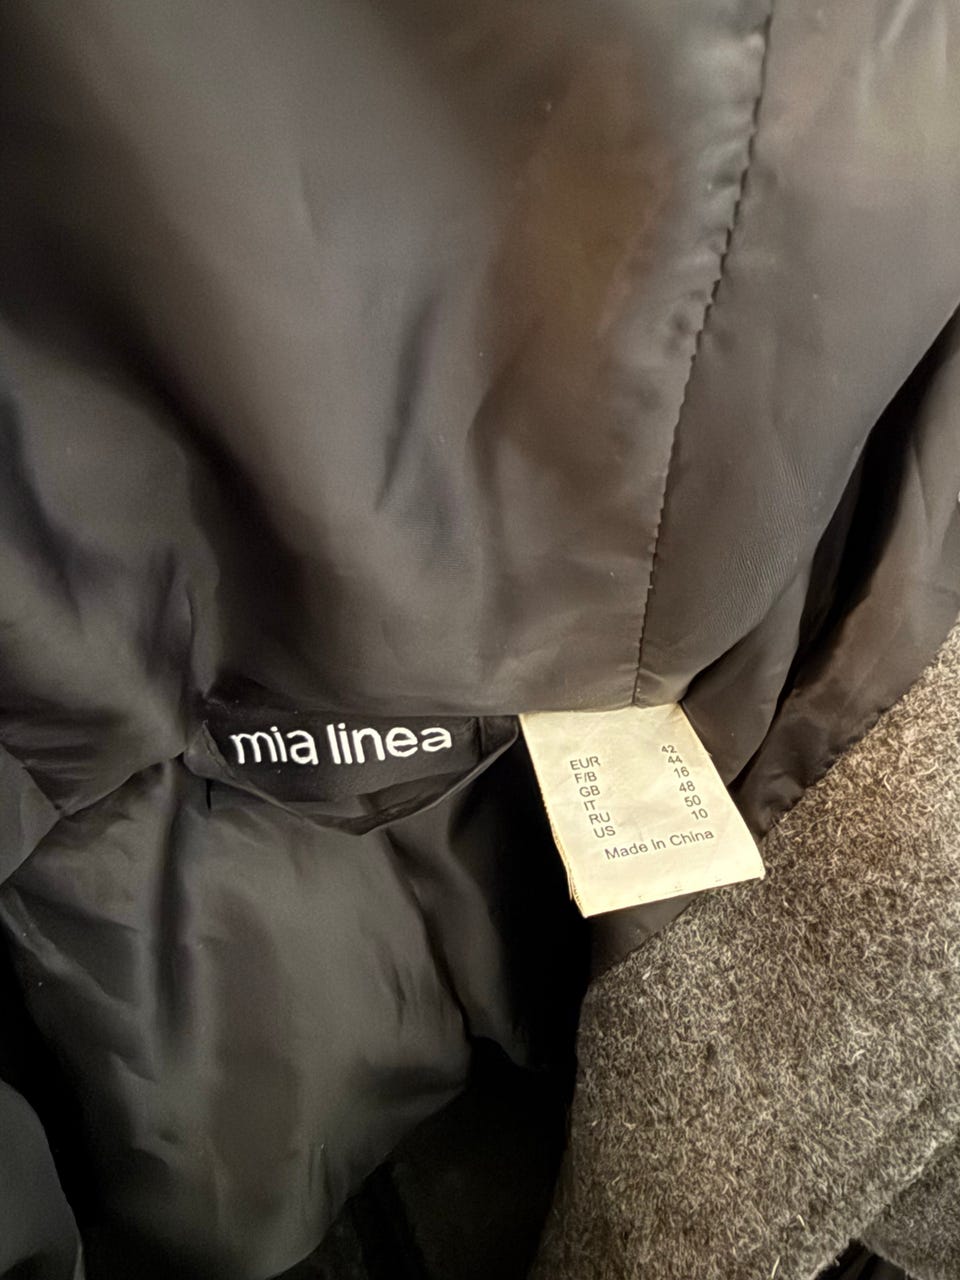 mia linea
EUR 42
F/B 44
GB 16
IT 48
RU 50
US 10
Made In China